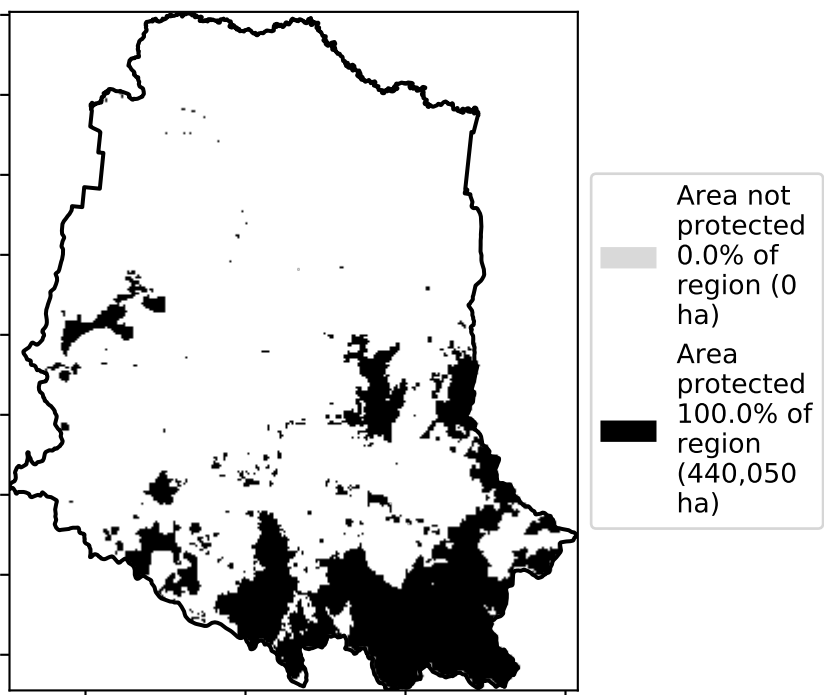 Area not
protected
0.0% of
region (0
ha)
Area
protected
100.0% of
region
(440,050
ha)